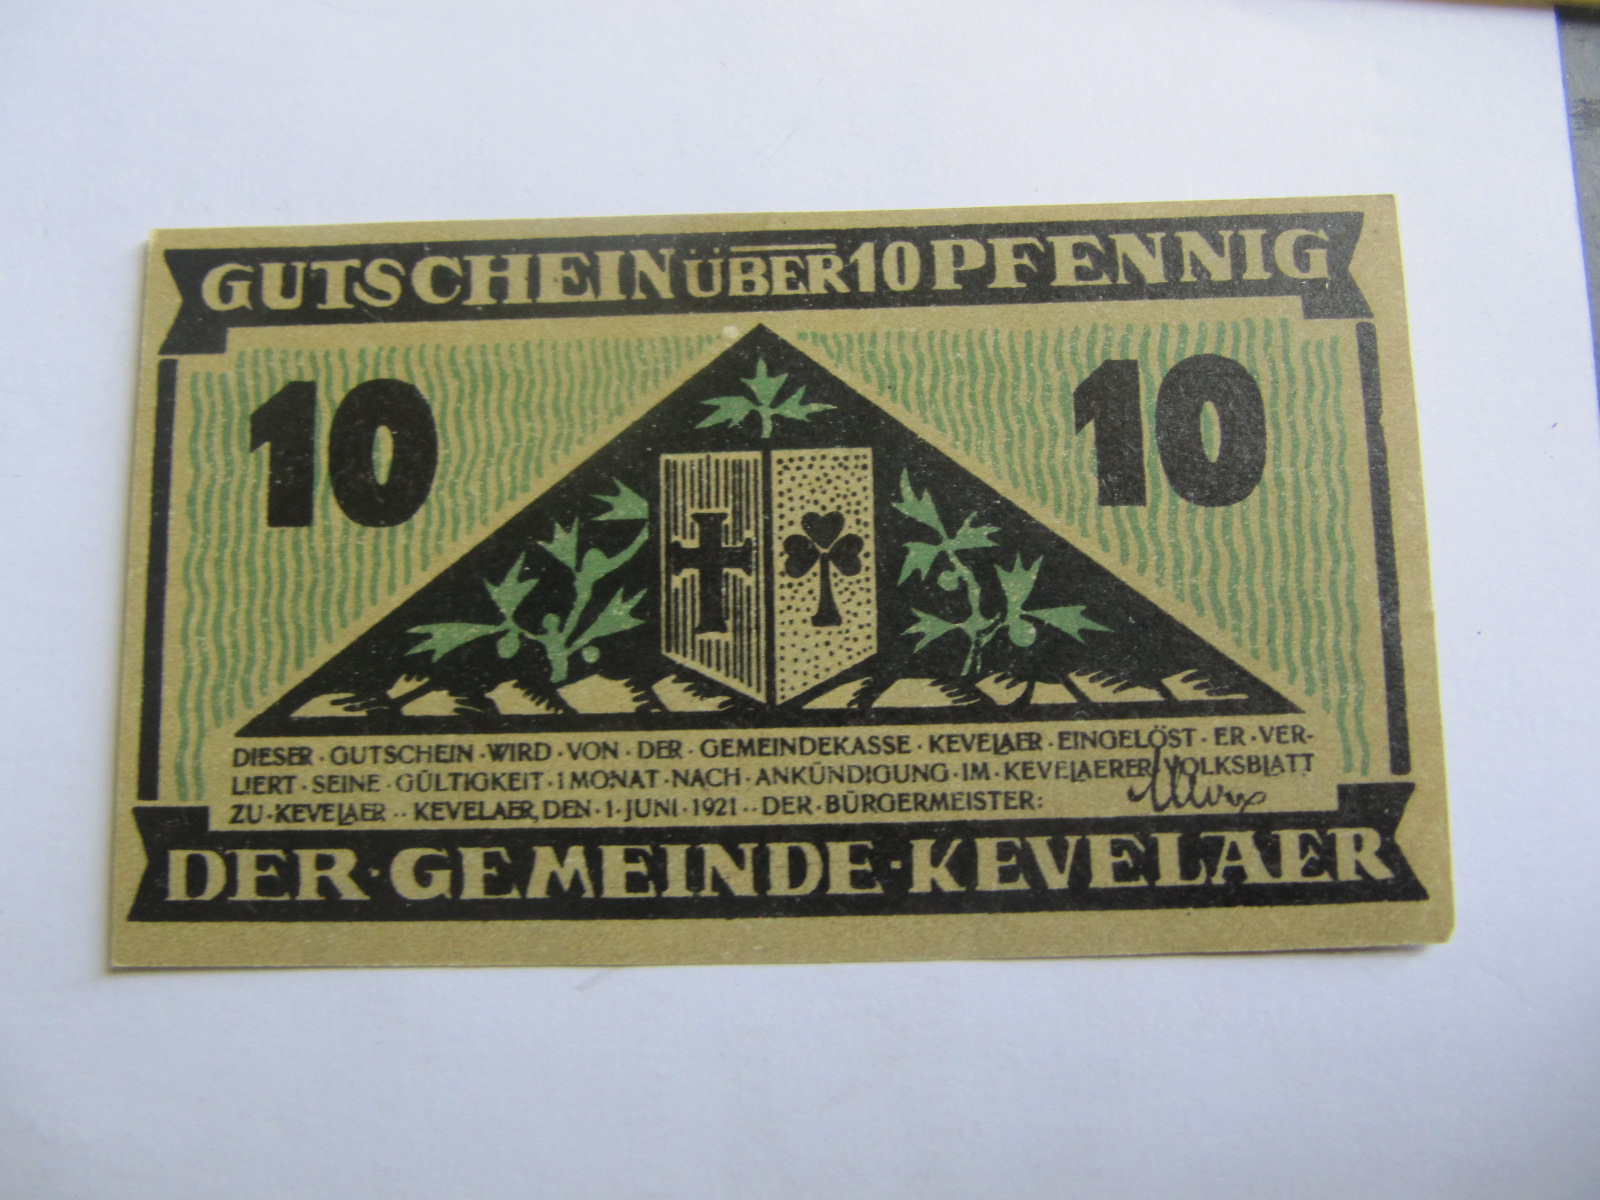 GUTSCHEIN ÜBER 10 PFENNIG
10 10
DIESER · GUTSCHEIN · WIRD · VON · DER · GEMEINDEKASSE · KEVELAER · EINGELÖST · ER · VER-
LIERT · SEINE · GÜLTIGKEIT · 1 MONAT · NACH · ANKÜNDIGUNG · IM · KEVELAERER VOLKSBLATT
ZU · KEVELAER · · KEVELAER, DEN · 1 · JUNI · 1921 · · DER · BÜRGERMEISTER:
DER · GEMEINDE · KEVELAER